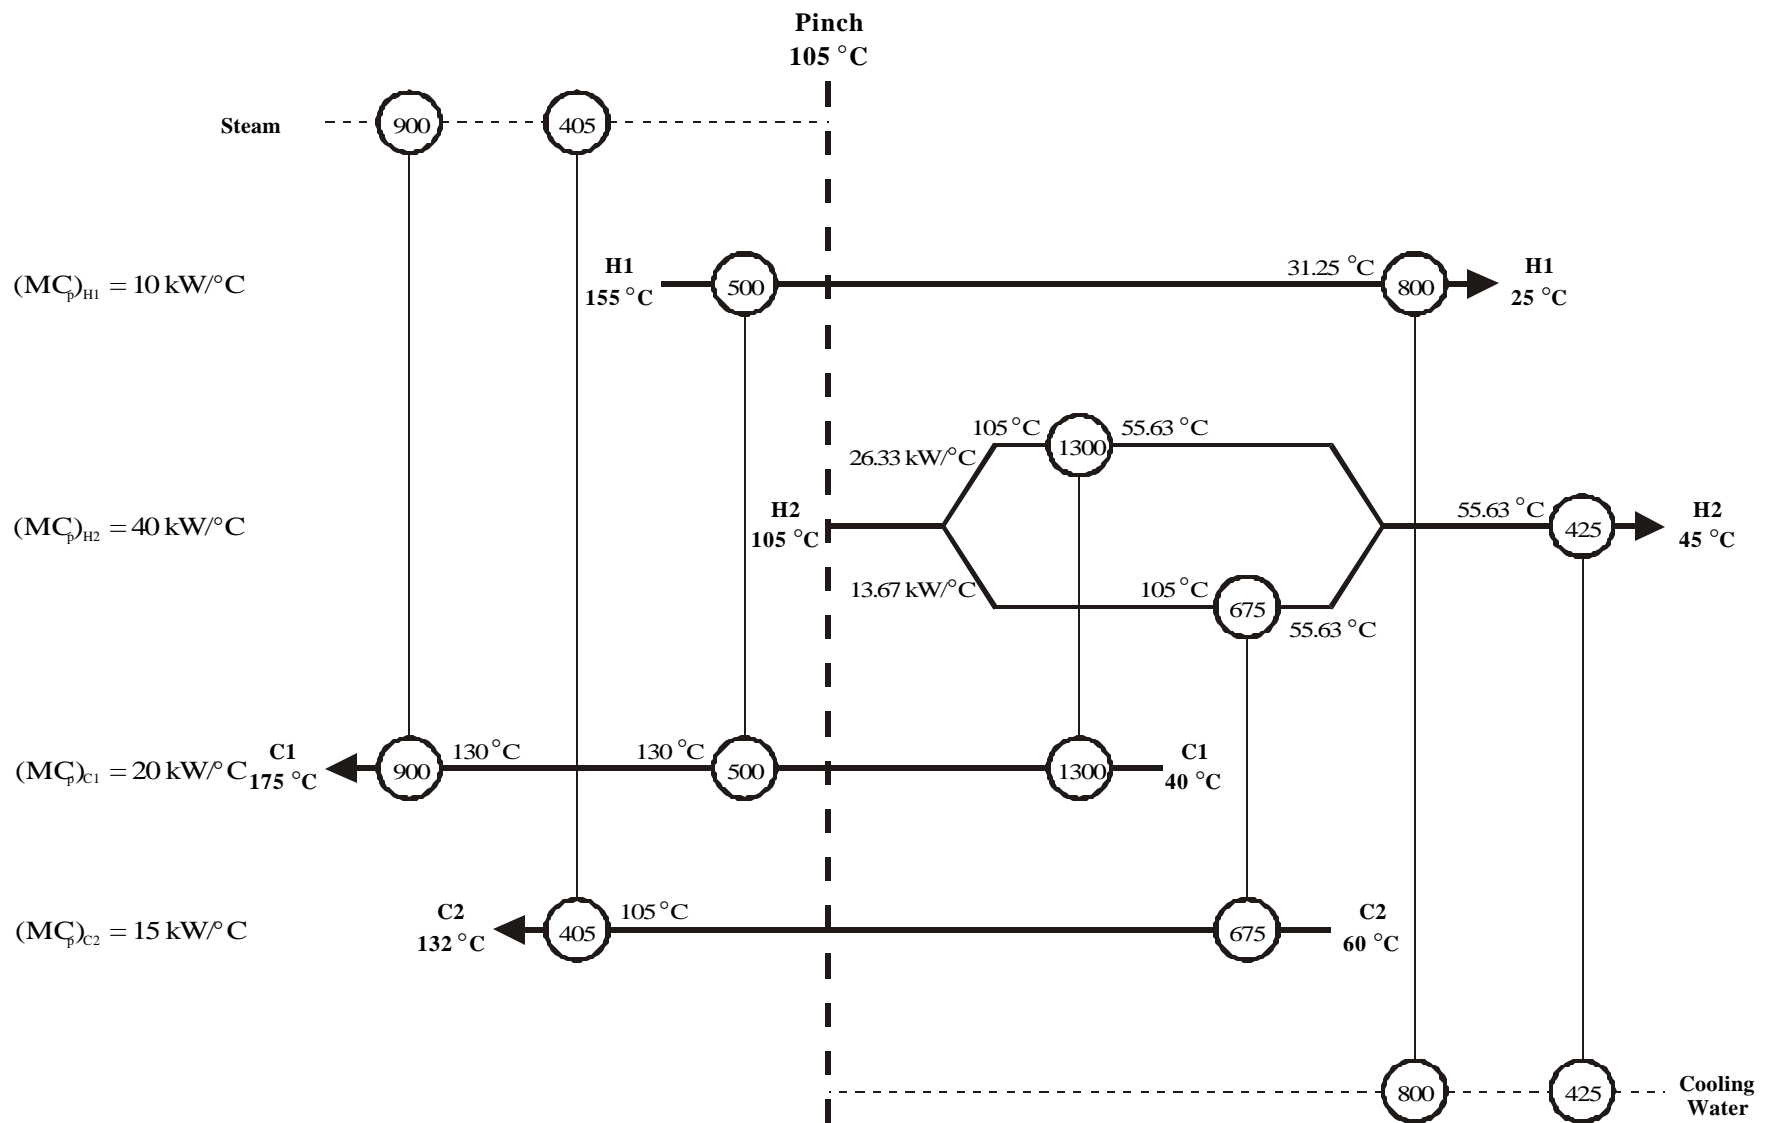 Pinch
105 °C
Steam
900
405
(MCp)H1 = 10 kW/°C
H1
155 °C
500
31.25 °C
800
H1
25 °C
105 °C
1300
55.63 °C
26.33 kW/°C
(MCp)H2 = 40 kW/°C
H2
105 °C
55.63 °C
425
H2
45 °C
13.67 kW/°C
105 °C
675
55.63 °C
(MCp)C1 = 20 kW/°C
C1
175 °C
900
130 °C
130 °C
500
1300
C1
40 °C
(MCp)C2 = 15 kW/°C
C2
132 °C
405
105 °C
675
C2
60 °C
800
425
Cooling
Water